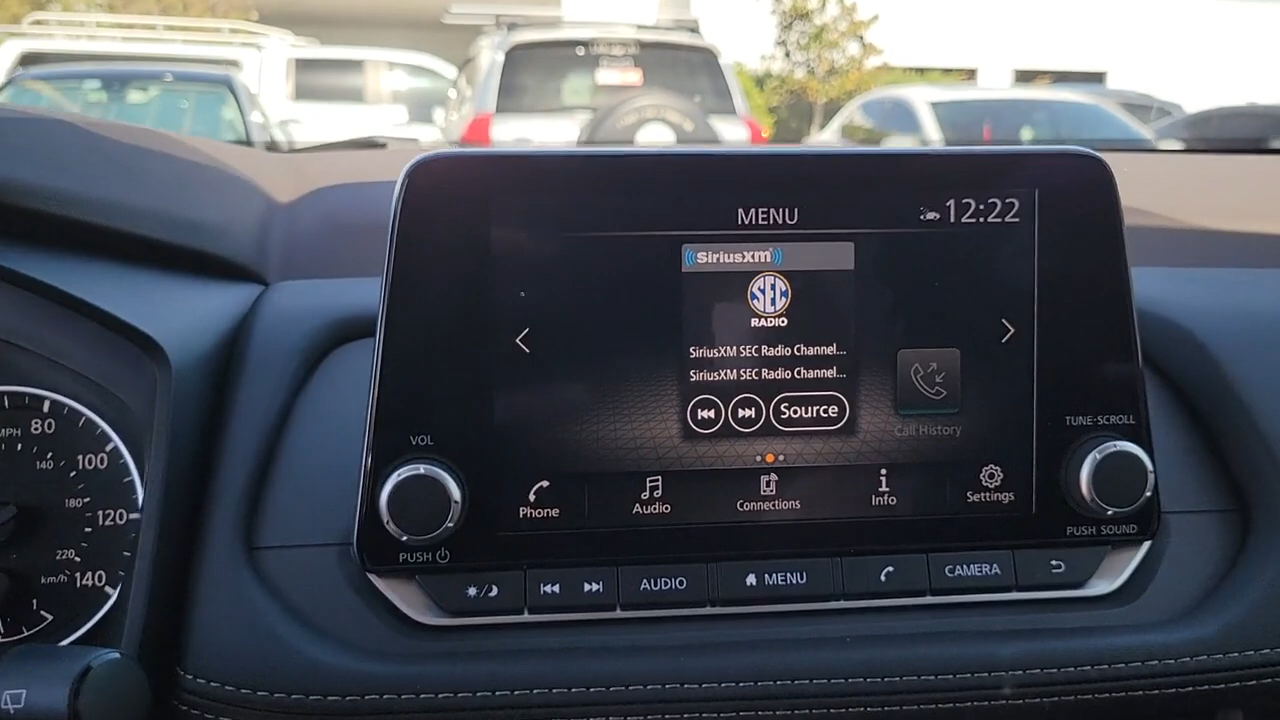 MENU
12:22
SiriusXM
SEC
RADIO
SiriusXM SEC Radio Channel...
SiriusXM SEC Radio Channel...
Source
Call History
Phone
Audio
Connections
Info
Settings
VOL
PUSH
TUNE·SCROLL
PUSH SOUND
AUDIO
MENU
CAMERA
MPH
80
100
120
140
140
180
220
km/h
1